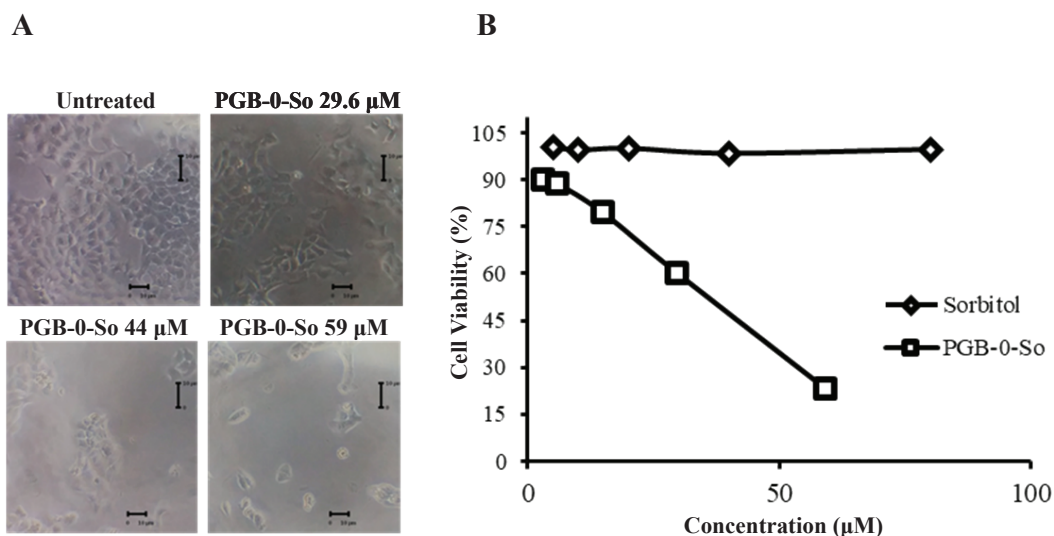 A
B
Untreated
PGB-0-So 29.6 µM
PGB-0-So 44 µM
PGB-0-So 59 µM
105
90
75
60
45
30
15
0
Cell Viability (%)
0
50
100
Concentration (µM)
Sorbitol
PGB-0-So